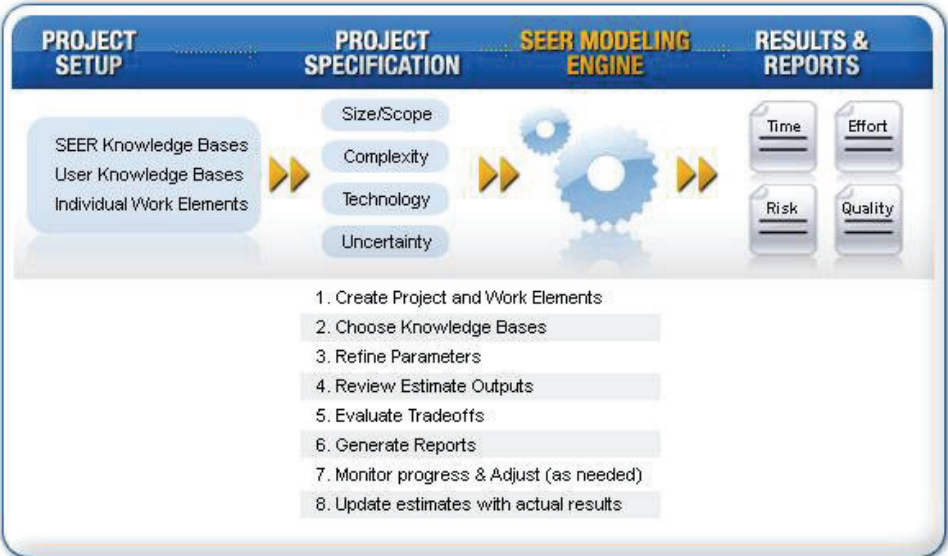 PROJECT
SETUP
PROJECT
SPECIFICATION
SEER MODELING
ENGINE
RESULTS &
REPORTS
SEER Knowledge Bases
User Knowledge Bases
Individual Work Elements
Size/Scope
Complexity
Technology
Uncertainty
Time
Effort
Risk
Quality
1. Create Project and Work Elements
2. Choose Knowledge Bases
3. Refine Parameters
4. Review Estimate Outputs
5. Evaluate Tradeoffs
6. Generate Reports
7. Monitor progress & Adjust (as needed)
8. Update estimates with actual results